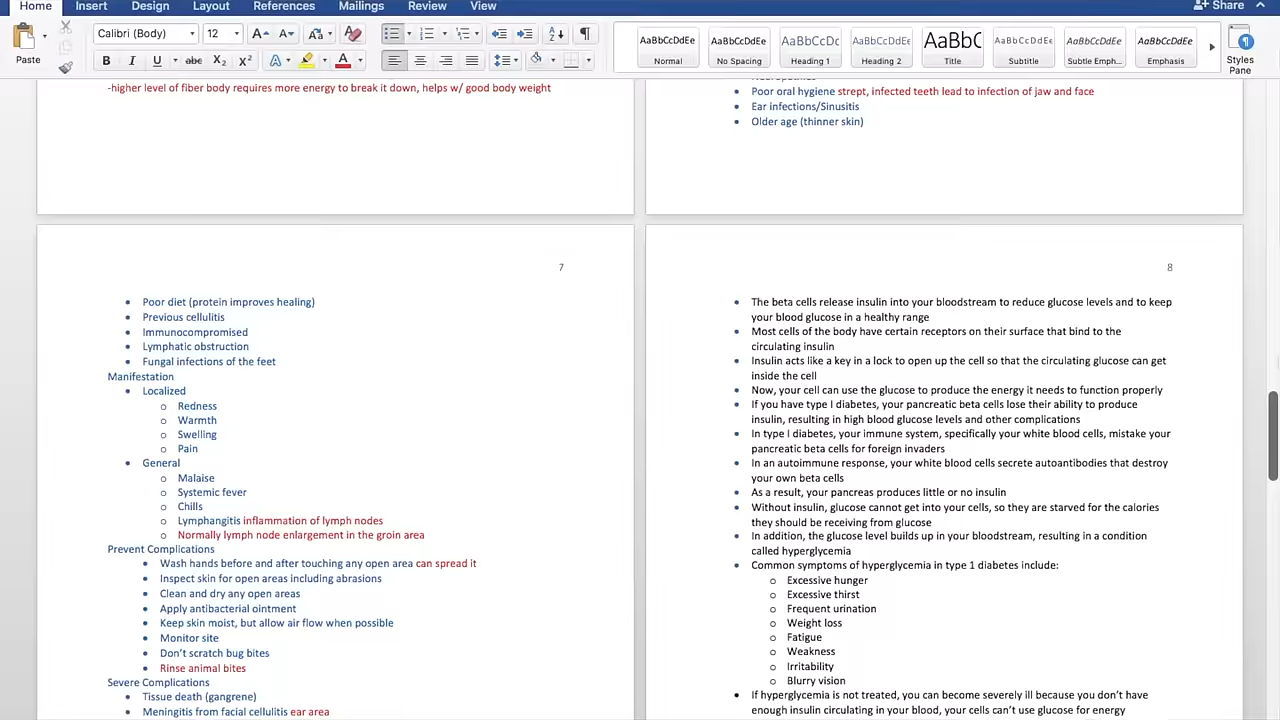 Home Insert Design Layout References Mailings Review View Share
Paste
Calibri (Body) 12
B I U abc X₂ X²
AaBbCcDdEe Normal
AaBbCcDdEe No Spacing
AaBbCcDc Heading 1
AaBbCcDdEe Heading 2
AaBbC Title
AaBbCcDdEe Subtitle
AaBbCcDdEe Subtle Emph...
AaBbCcDdEe Emphasis
Styles Pane
-higher level of fiber body requires more energy to break it down, helps w/ good body weight
Poor oral hygiene strept, infected teeth lead to infection of jaw and face
Ear infections/Sinusitis
Older age (thinner skin)
7
Poor diet (protein improves healing)
Previous cellulitis
Immunocompromised
Lymphatic obstruction
Fungal infections of the feet
Manifestation
Localized
Redness
Warmth
Swelling
Pain
General
Malaise
Systemic fever
Chills
Lymphangitis inflammation of lymph nodes
Normally lymph node enlargement in the groin area
Prevent Complications
Wash hands before and after touching any open area can spread it
Inspect skin for open areas including abrasions
Clean and dry any open areas
Apply antibacterial ointment
Keep skin moist, but allow air flow when possible
Monitor site
Don't scratch bug bites
Rinse animal bites
Severe Complications
Tissue death (gangrene)
Meningitis from facial cellulitis ear area
8
The beta cells release insulin into your bloodstream to reduce glucose levels and to keep
your blood glucose in a healthy range
Most cells of the body have certain receptors on their surface that bind to the
circulating insulin
Insulin acts like a key in a lock to open up the cell so that the circulating glucose can get
inside the cell
Now, your cell can use the glucose to produce the energy it needs to function properly
If you have type I diabetes, your pancreatic beta cells lose their ability to produce
insulin, resulting in high blood glucose levels and other complications
In type I diabetes, your immune system, specifically your white blood cells, mistake your
pancreatic beta cells for foreign invaders
In an autoimmune response, your white blood cells secrete autoantibodies that destroy
your own beta cells
As a result, your pancreas produces little or no insulin
Without insulin, glucose cannot get into your cells, so they are starved for the calories
they should be receiving from glucose
In addition, the glucose level builds up in your bloodstream, resulting in a condition
called hyperglycemia
Common symptoms of hyperglycemia in type 1 diabetes include:
Excessive hunger
Excessive thirst
Frequent urination
Weight loss
Fatigue
Weakness
Irritability
Blurry vision
If hyperglycemia is not treated, you can become severely ill because you don't have
enough insulin circulating in your blood, your cells can't use glucose for energy